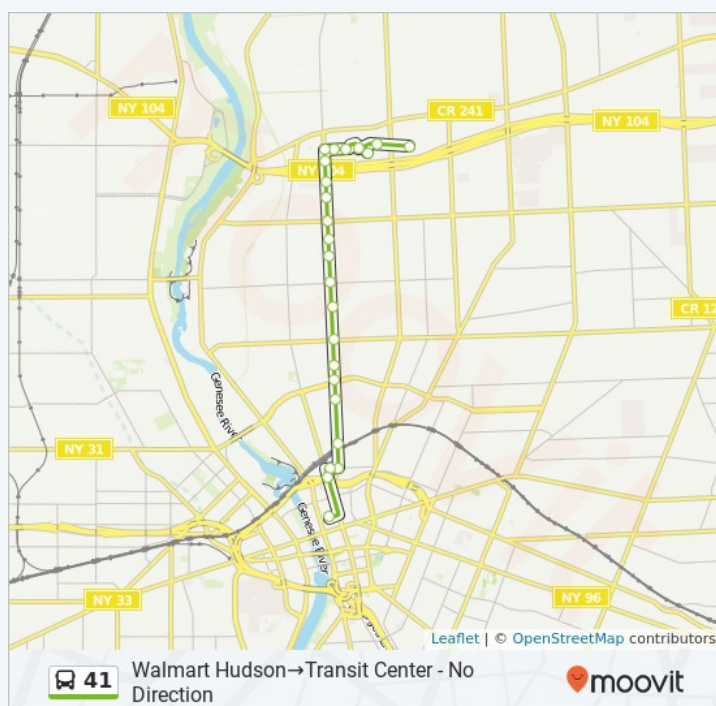 NY 104
CR 241
NY 104
NY 104
CR 12
Genesee River
NY 31
Genesee River
NY 33
NY 96
Leaflet | © OpenStreetMap contributors
41
Walmart Hudson→Transit Center - No
Direction
moovit